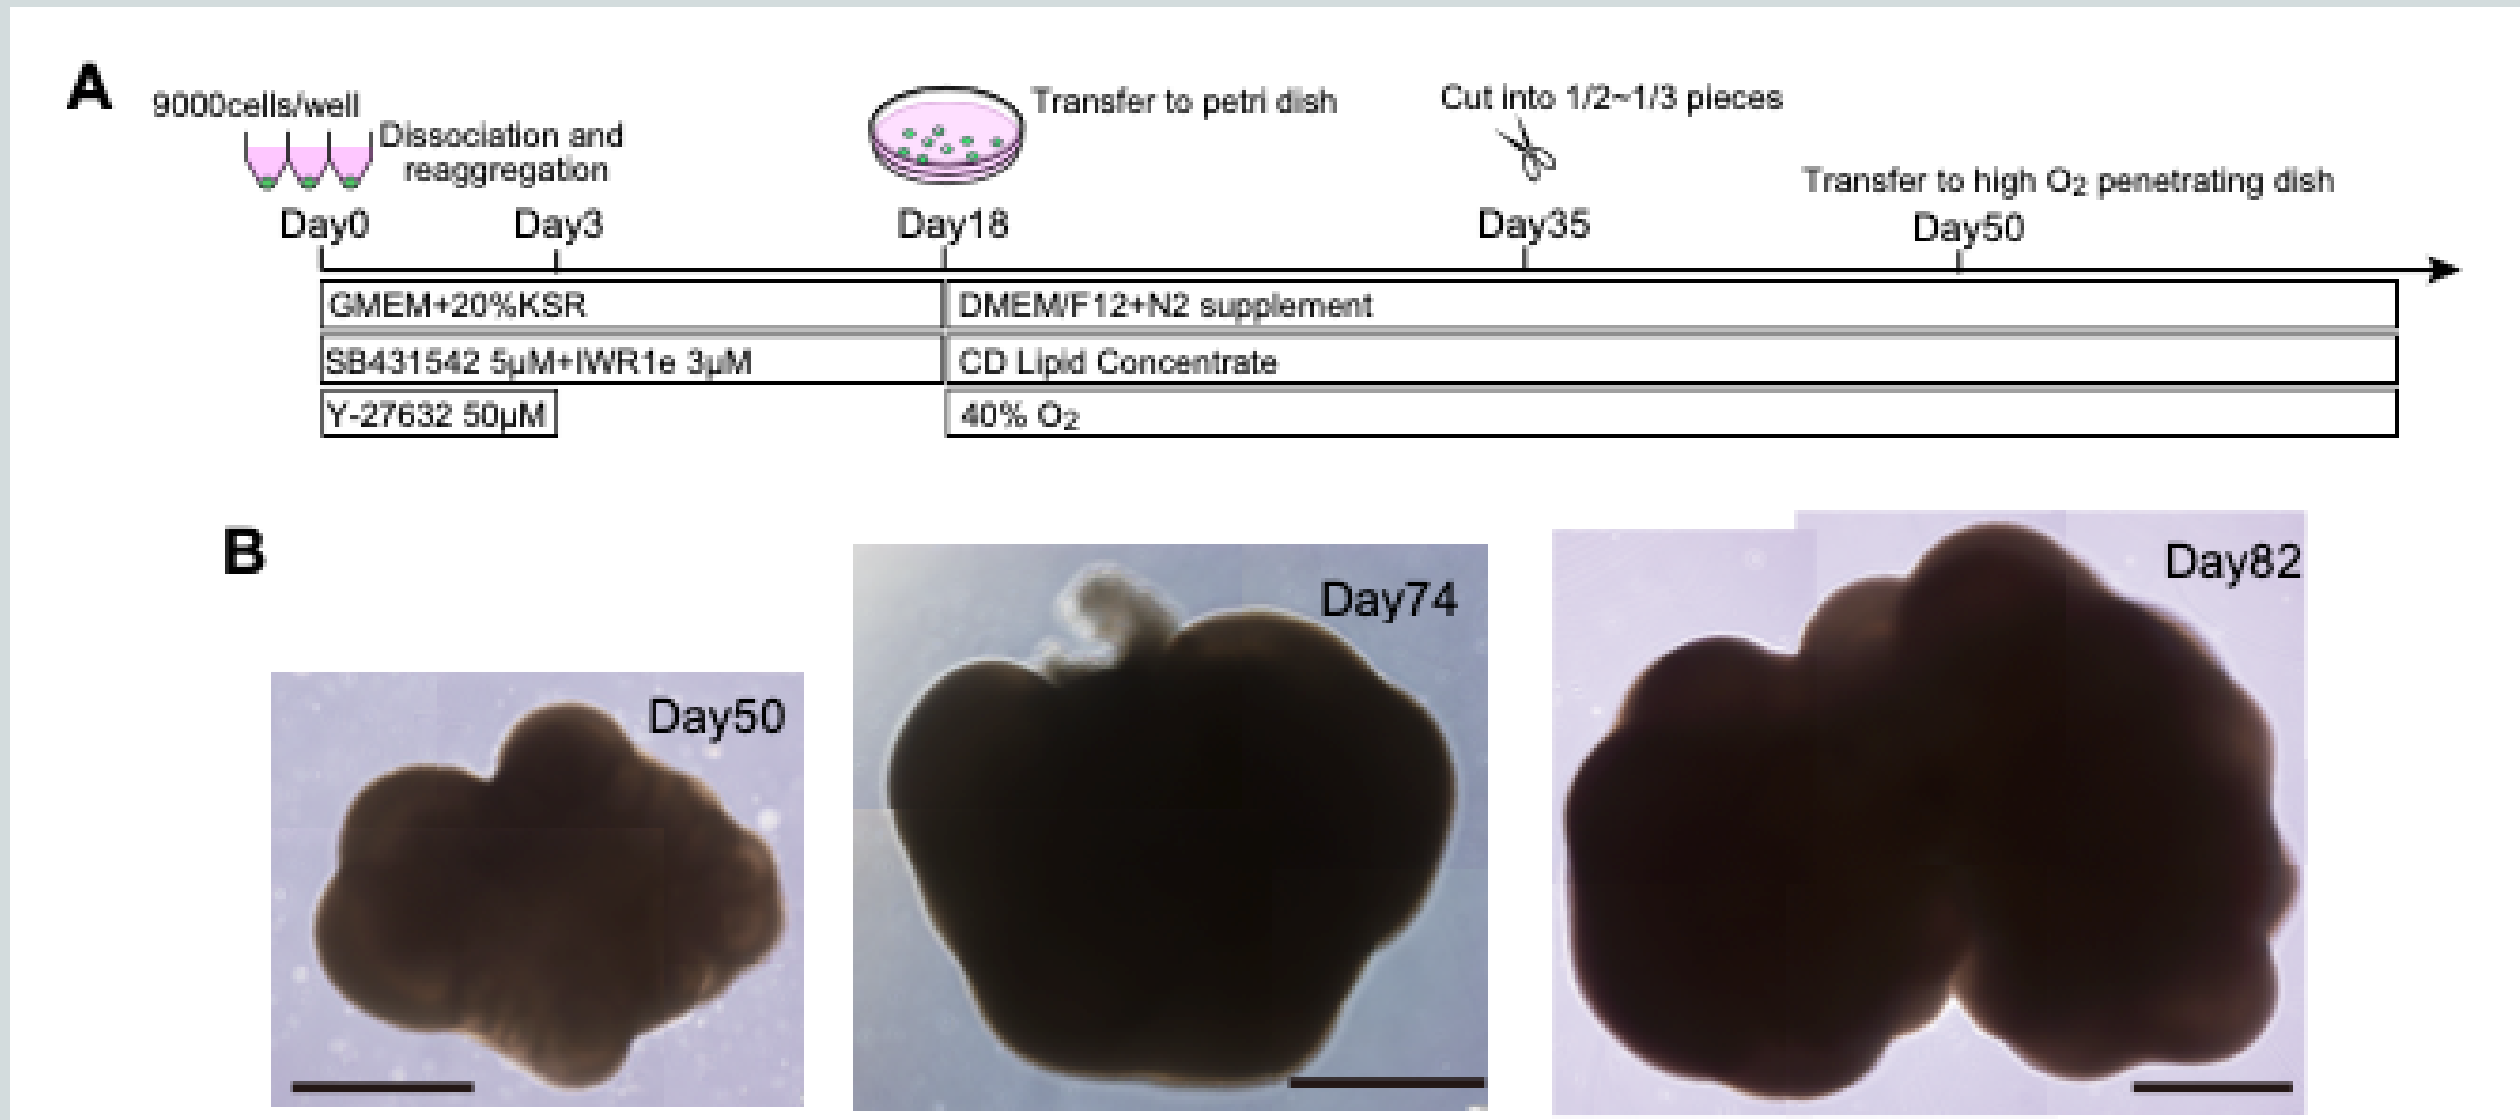 A
9000cells/well
Dissociation and
reaggregation
Transfer to petri dish
Cut into 1/2~1/3 pieces
Transfer to high O2 penetrating dish
Day0
Day3
Day18
Day35
Day50
GMEM+20%KSR
DMEM/F12+N2 supplement
SB431542 5µM+IWR1e 3µM
CD Lipid Concentrate
Y-27632 50µM
40% O2
B
Day50
Day74
Day82